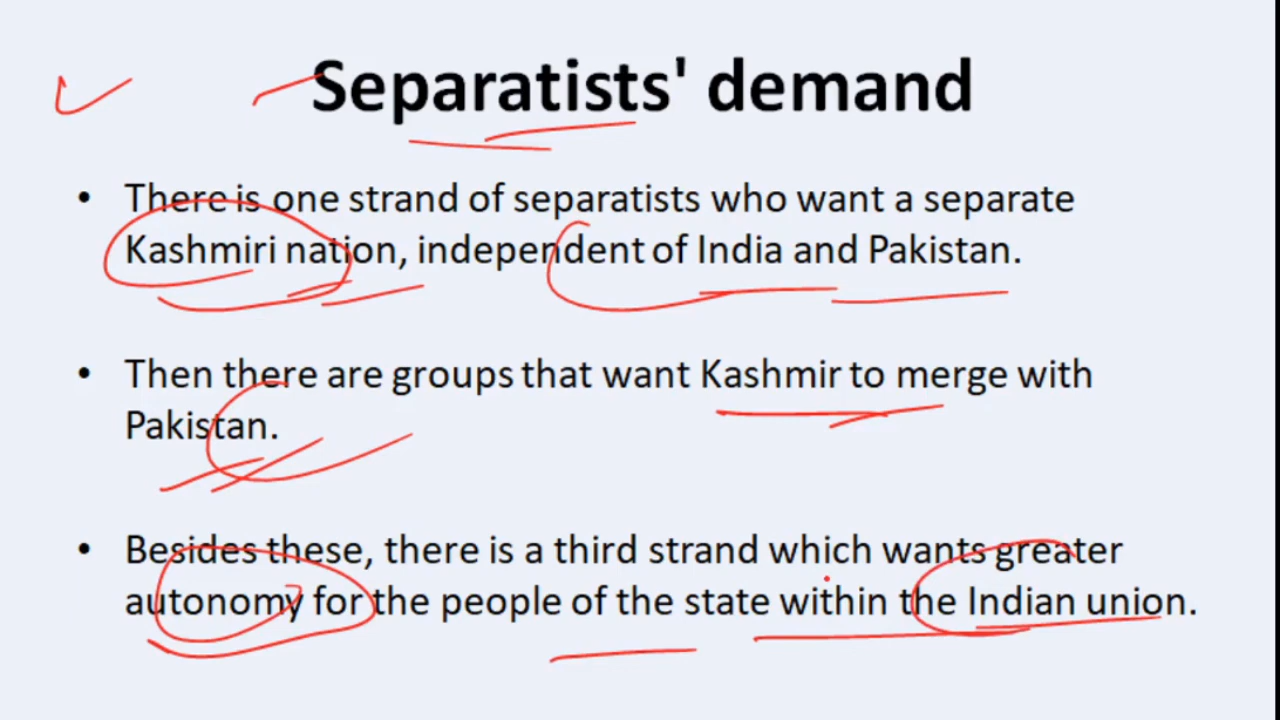 Separatists' demand
• There is one strand of separatists who want a separate
Kashmiri nation, independent of India and Pakistan.
• Then there are groups that want Kashmir to merge with
Pakistan.
• Besides these, there is a third strand which wants greater
autonomy for the people of the state within the Indian union.